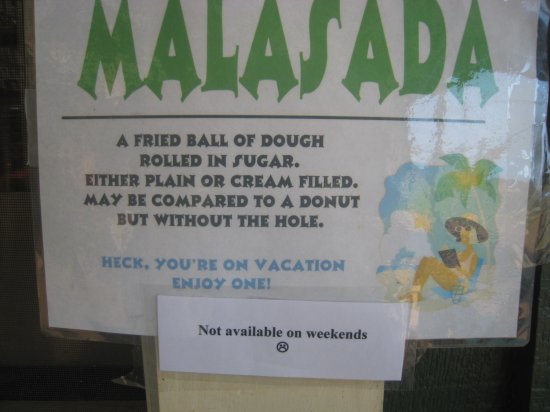 MALASADA
A FRIED BALL OF DOUGH
ROLLED IN SUGAR.
EITHER PLAIN OR CREAM FILLED.
MAY BE COMPARED TO A DONUT
BUT WITHOUT THE HOLE.
HECK, YOU'RE ON VACATION
ENJOY ONE!
Not available on weekends
☹